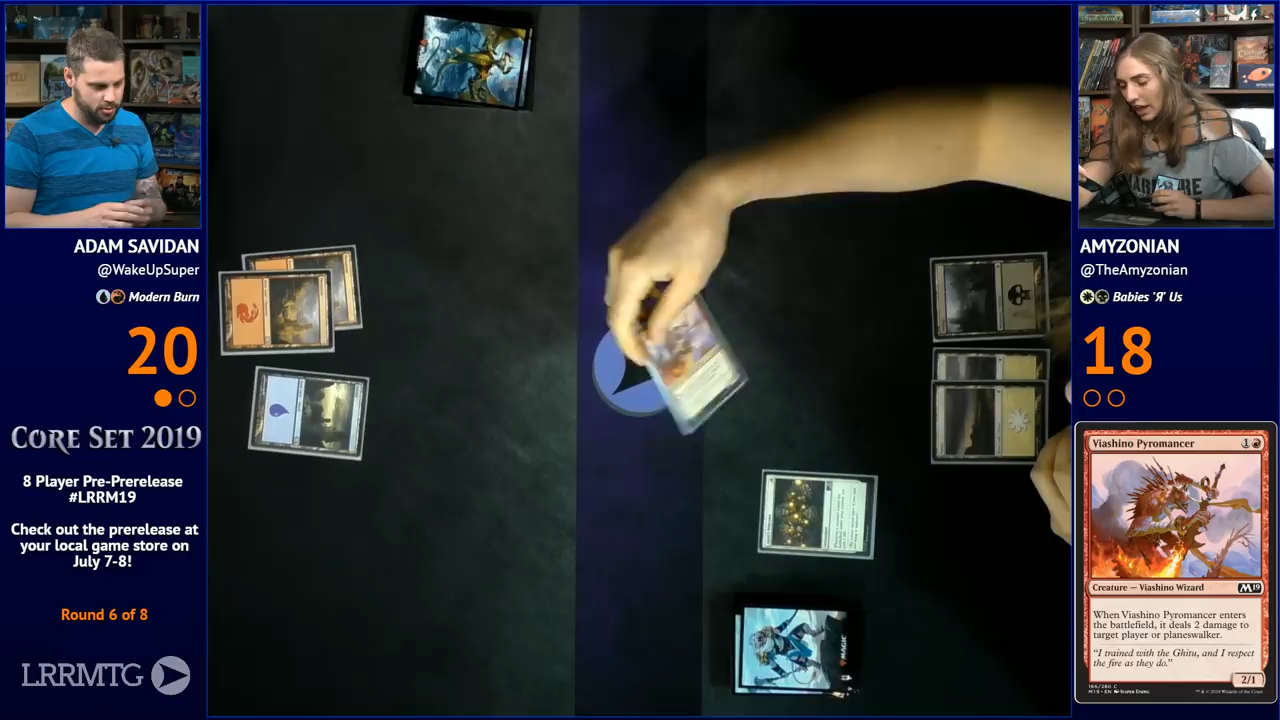 ADAM SAVIDAN
@WakeUpSuper
Modern Burn
20
CORE SET 2019
8 Player Pre-Prerelease
#LRRM19
Check out the prerelease at
your local game store on
July 7-8!
Round 6 of 8
LRRMTG
MAGIC
AMYZONIAN
@TheAmyzonian
Babies 'Я' Us
18
Viashino Pyromancer 1
Creature — Viashino Wizard M19
When Viashino Pyromancer enters
the battlefield, it deals 2 damage to
target player or planeswalker.
"I trained with the Ghitu, and I respect
the fire as they do."
2/1